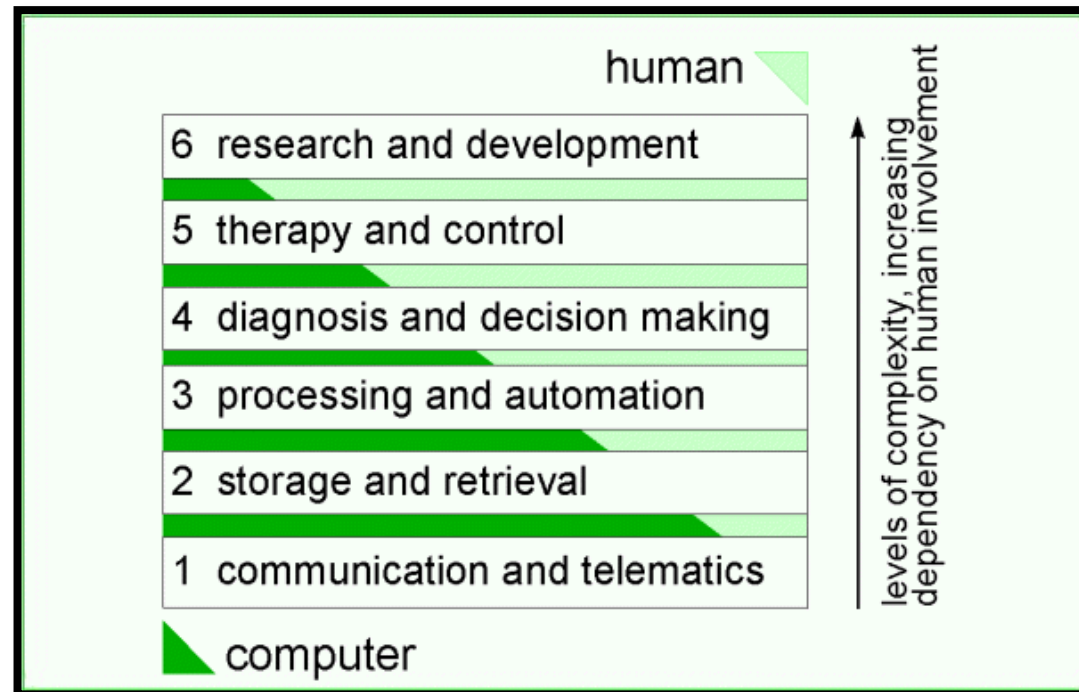 human
6 research and development
5 therapy and control
4 diagnosis and decision making
3 processing and automation
2 storage and retrieval
1 communication and telematics
computer
levels of complexity, increasing
dependency on human involvement